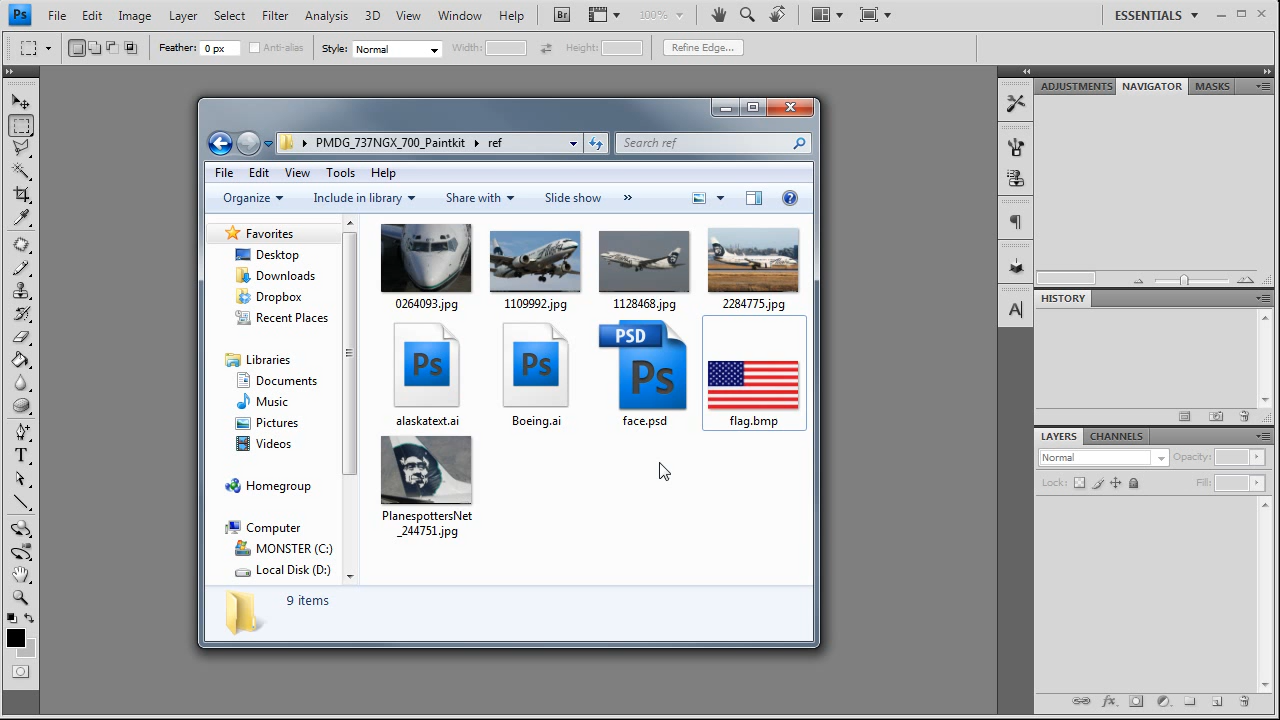 Ps File Edit Image Layer Select Filter Analysis 3D View Window Help Br 100% ESSENTIALS
Feather: 0 px Anti-alias Style: Normal Width: Height: Refine Edge...
ADJUSTMENTS NAVIGATOR MASKS
PMDG_737NGX_700_Paintkit ref Search ref
File Edit View Tools Help
Organize Include in library Share with Slide show »
Favorites
Desktop
Downloads
Dropbox
Recent Places
Libraries
Documents
Music
Pictures
Videos
Homegroup
Computer
MONSTER (C:)
Local Disk (D:)
0264093.jpg 1109992.jpg 1128468.jpg 2284775.jpg
Ps Ps PSD Ps
alaskatext.ai Boeing.ai face.psd flag.bmp
PlanespottersNet
_244751.jpg
9 items
HISTORY
LAYERS CHANNELS
Normal Opacity:
Lock: Fill: